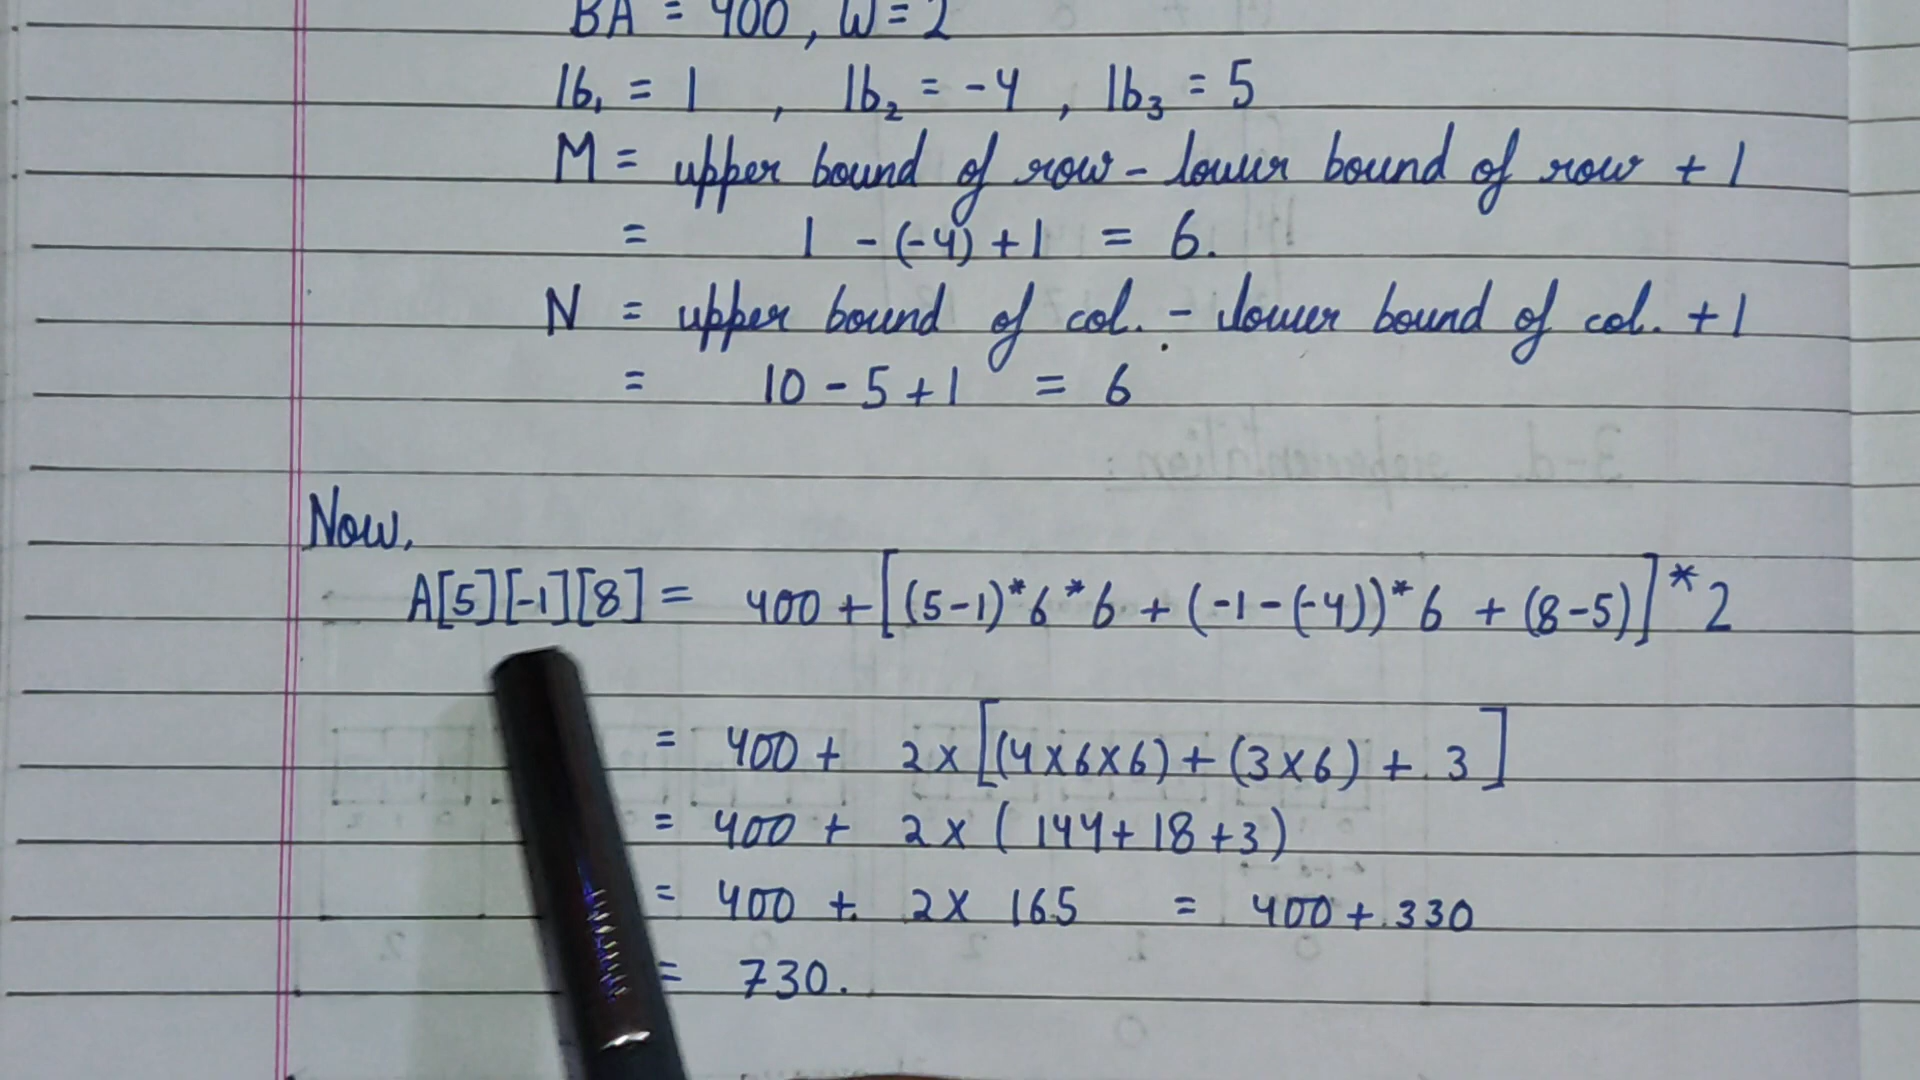 BA = 400, W = 2
lb₁ = 1 , lb₂ = -4 , lb₃ = 5
M = upper bound of row - lower bound of row + 1
= 1 - (-4) + 1 = 6.
N = upper bound of col. - lower bound of col. + 1
= 10 - 5 + 1 = 6
Now,
A[5][-1][8] = 400 + [(5-1)*6*6 + (-1-(-4))*6 + (8-5)]*2
= 400 + 2x[(4x6x6) + (3x6) + 3]
= 400 + 2x (144 + 18 + 3)
= 400 + 2x 165 = 400 + 330
= 730.